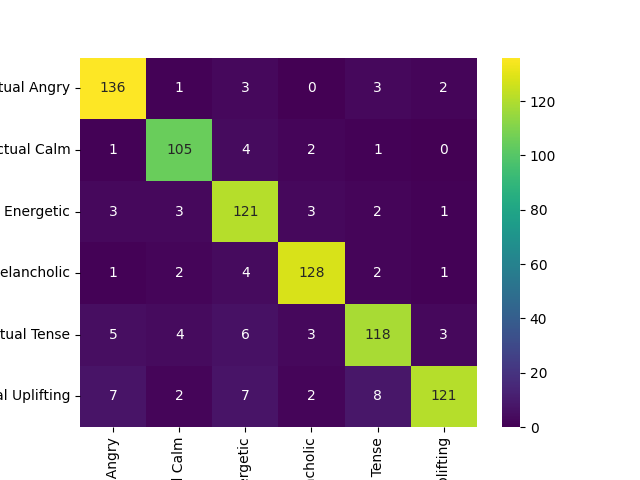 tual Angry 136 1 3 0 3 2
ctual Calm 1 105 4 2 1 0
Energetic 3 3 121 3 2 1
elancholic 1 2 4 128 2 1
tual Tense 5 4 6 3 118 3
al Uplifting 7 2 7 2 8 121
Angry
l Calm
ergetic
ncholic
Tense
plifting
120
100
80
60
40
20
0